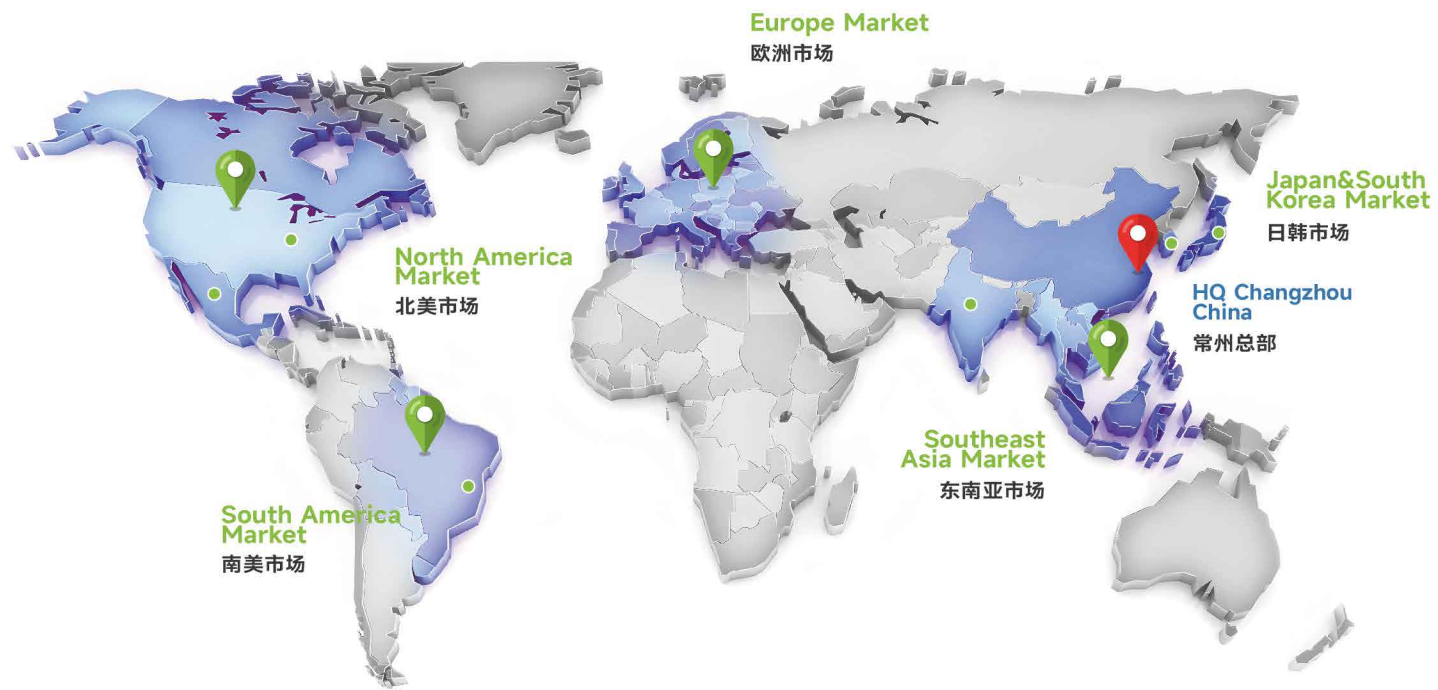 Europe Market
欧洲市场
Japan&South
Korea Market
日韩市场
North America
Market
北美市场
HQ Changzhou
China
常州总部
Southeast
Asia Market
东南亚市场
South America
Market
南美市场